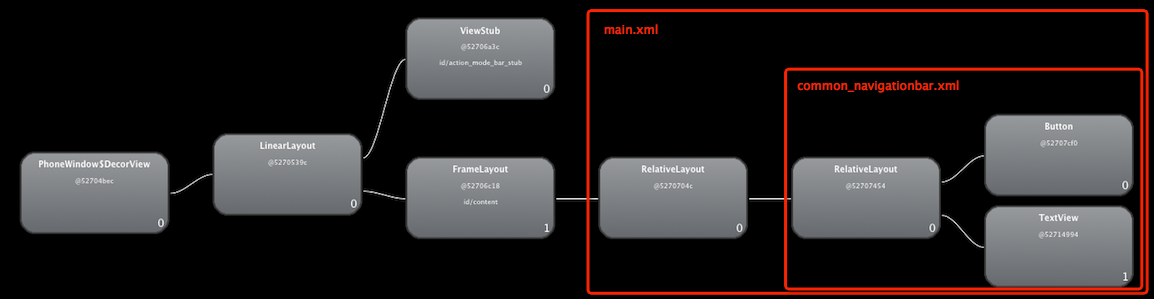 ViewStub
@52706a3c
id/action_mode_bar_stub
0
main.xml
common_navigationbar.xml
PhoneWindow$DecorView
@52704bec
0
LinearLayout
@5270539c
0
FrameLayout
@52706c18
id/content
1
RelativeLayout
@5270704c
0
RelativeLayout
@52707454
0
Button
@52707cf0
0
TextView
@52714994
1